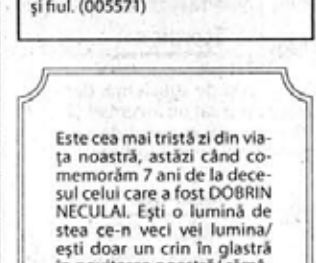 și fiul. (005571)
Este cea mai tristă zi din via-
ța noastră, astăzi când co-
memorăm 7 ani de la dece-
sul celui care a fost DOBRIN
NECULAI. Ești o lumină de
stea ce-n veci vei lumina/
ești doar un crin în glastră